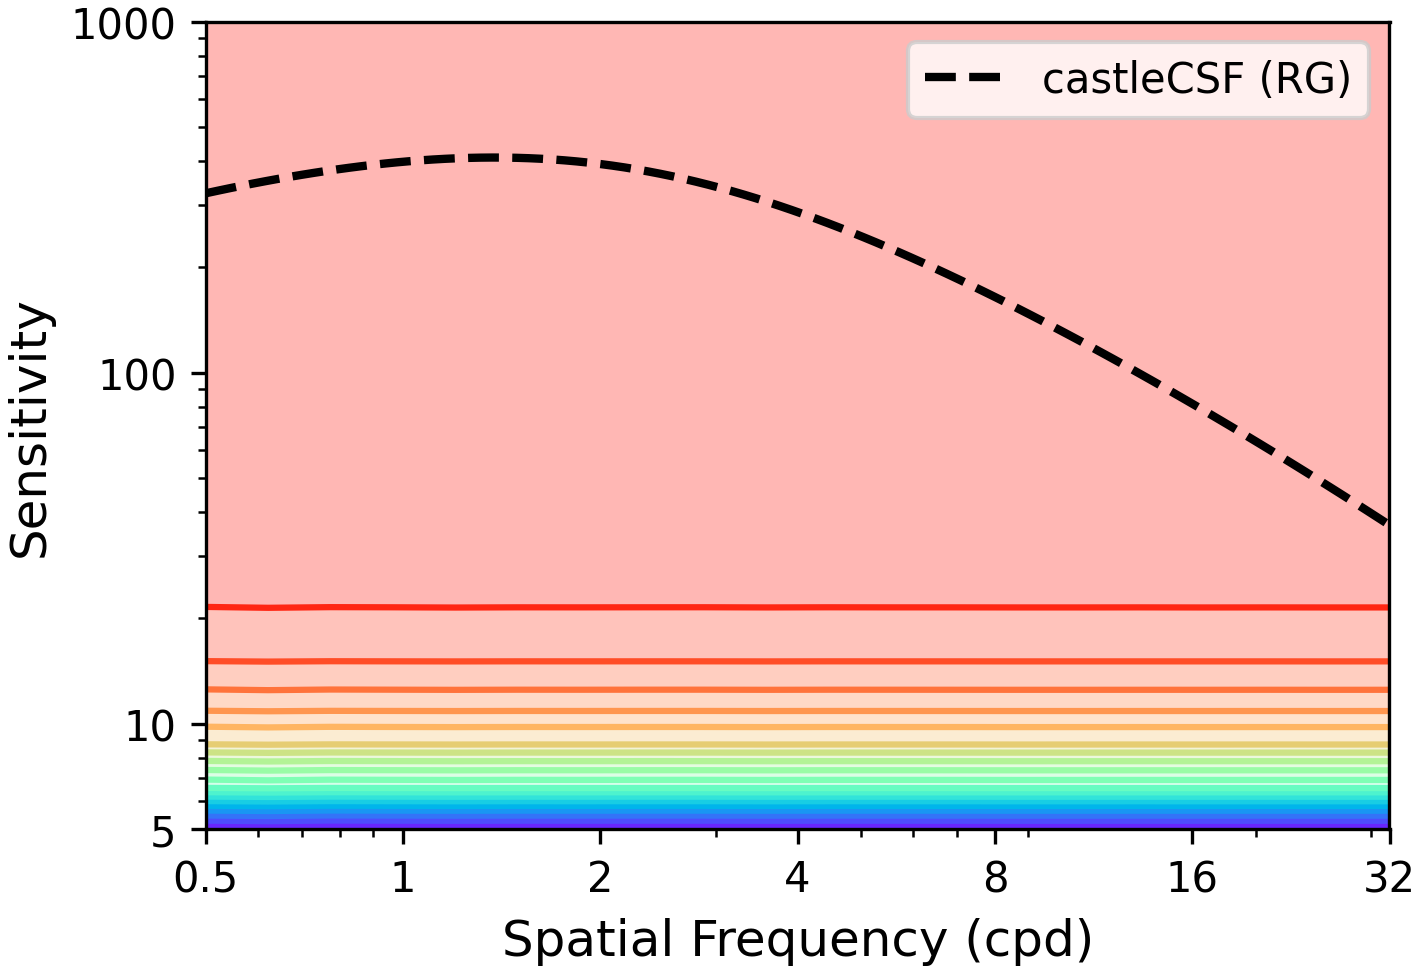 1000
castleCSF (RG)
100
Sensitivity
10
5
0.5 1 2 4 8 16 32
Spatial Frequency (cpd)